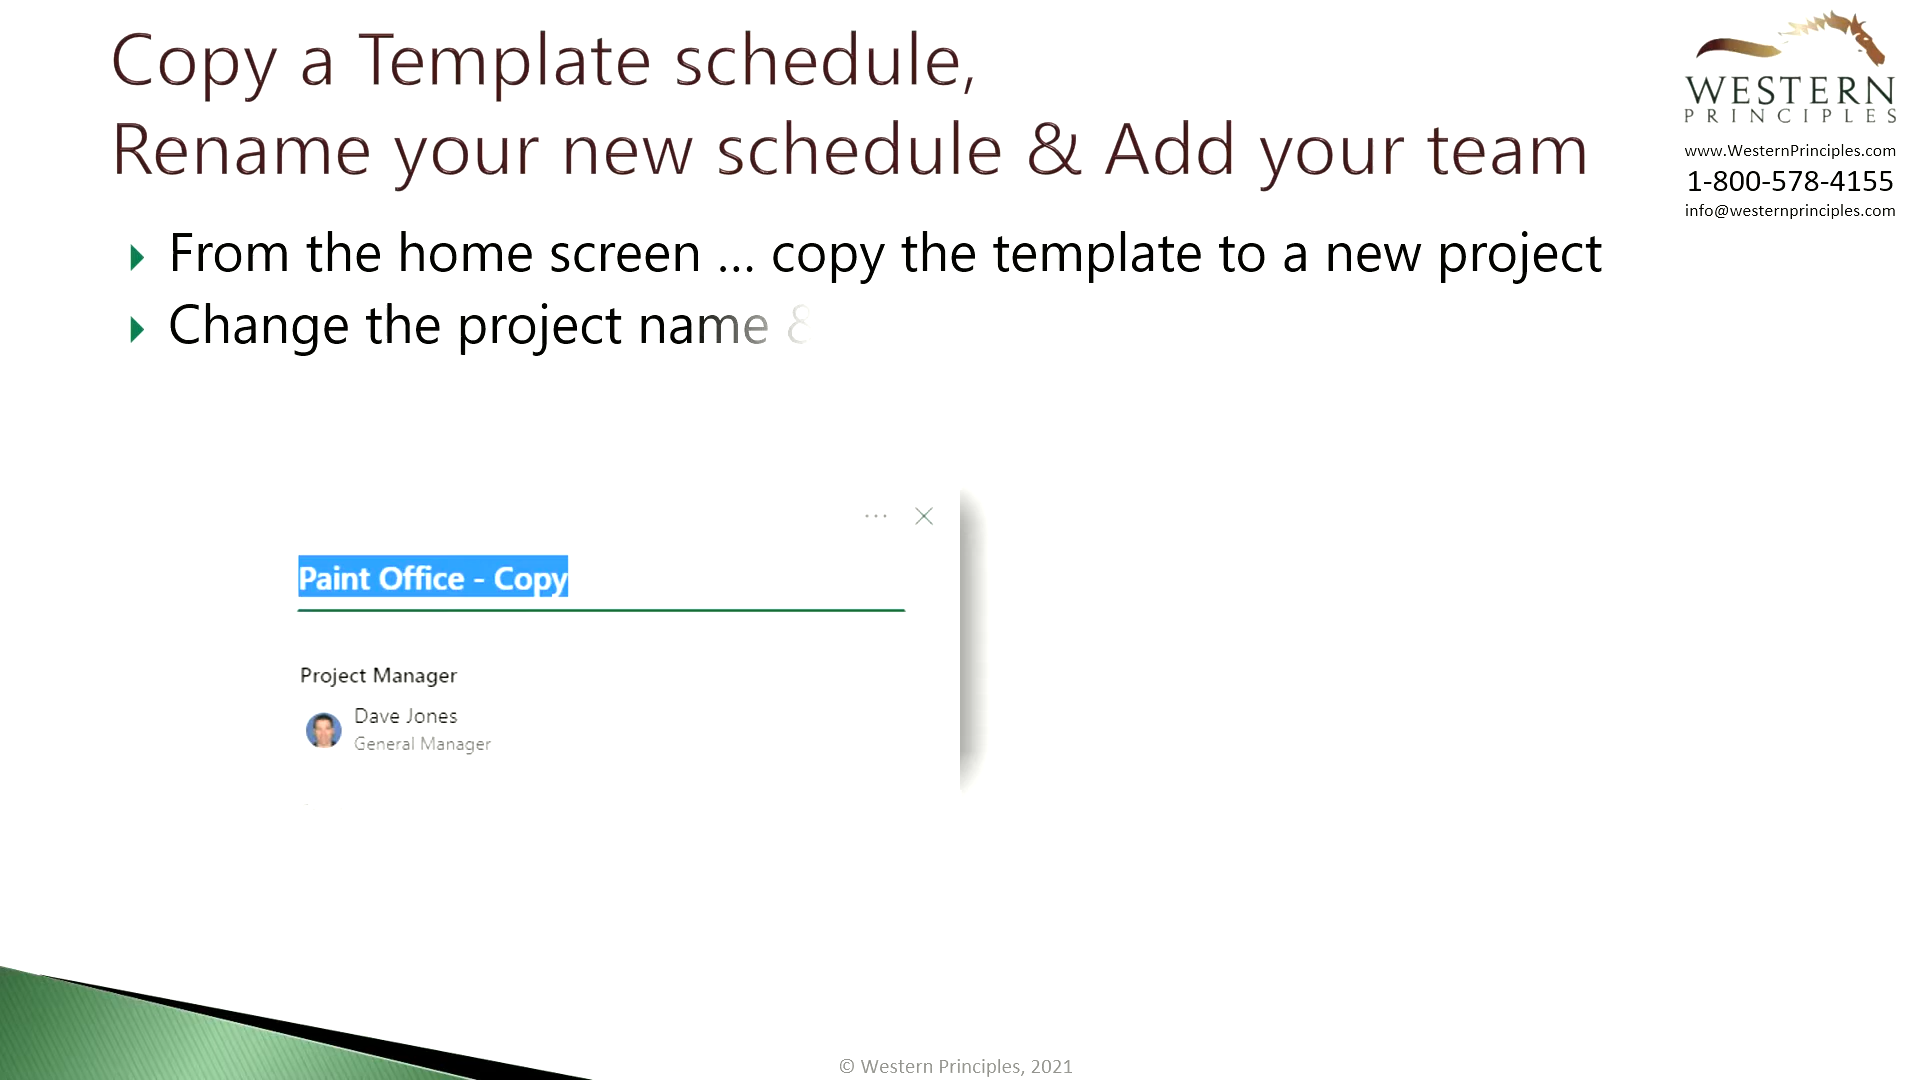 Copy a Template schedule,
Rename your new schedule & Add your team
WESTERN
PRINCIPLES
www.WesternPrinciples.com
1-800-578-4155
info@westernprinciples.com
From the home screen ... copy the template to a new project
Change the project name &
... 
Paint Office - Copy
Project Manager
Dave Jones
General Manager
© Western Principles, 2021